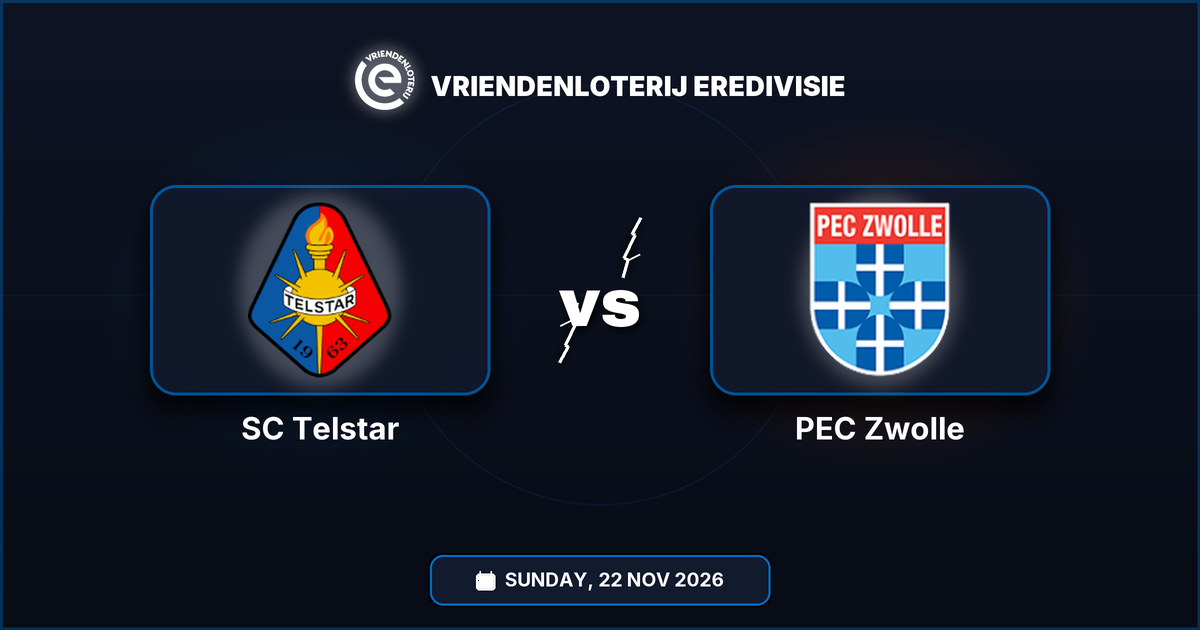 VRIENDENLOTERIJ
VRIENDENLOTERIJ EREDIVISIE
TELSTAR
19 63
PEC ZWOLLE
VS
SC Telstar
PEC Zwolle
SUNDAY, 22 NOV 2026